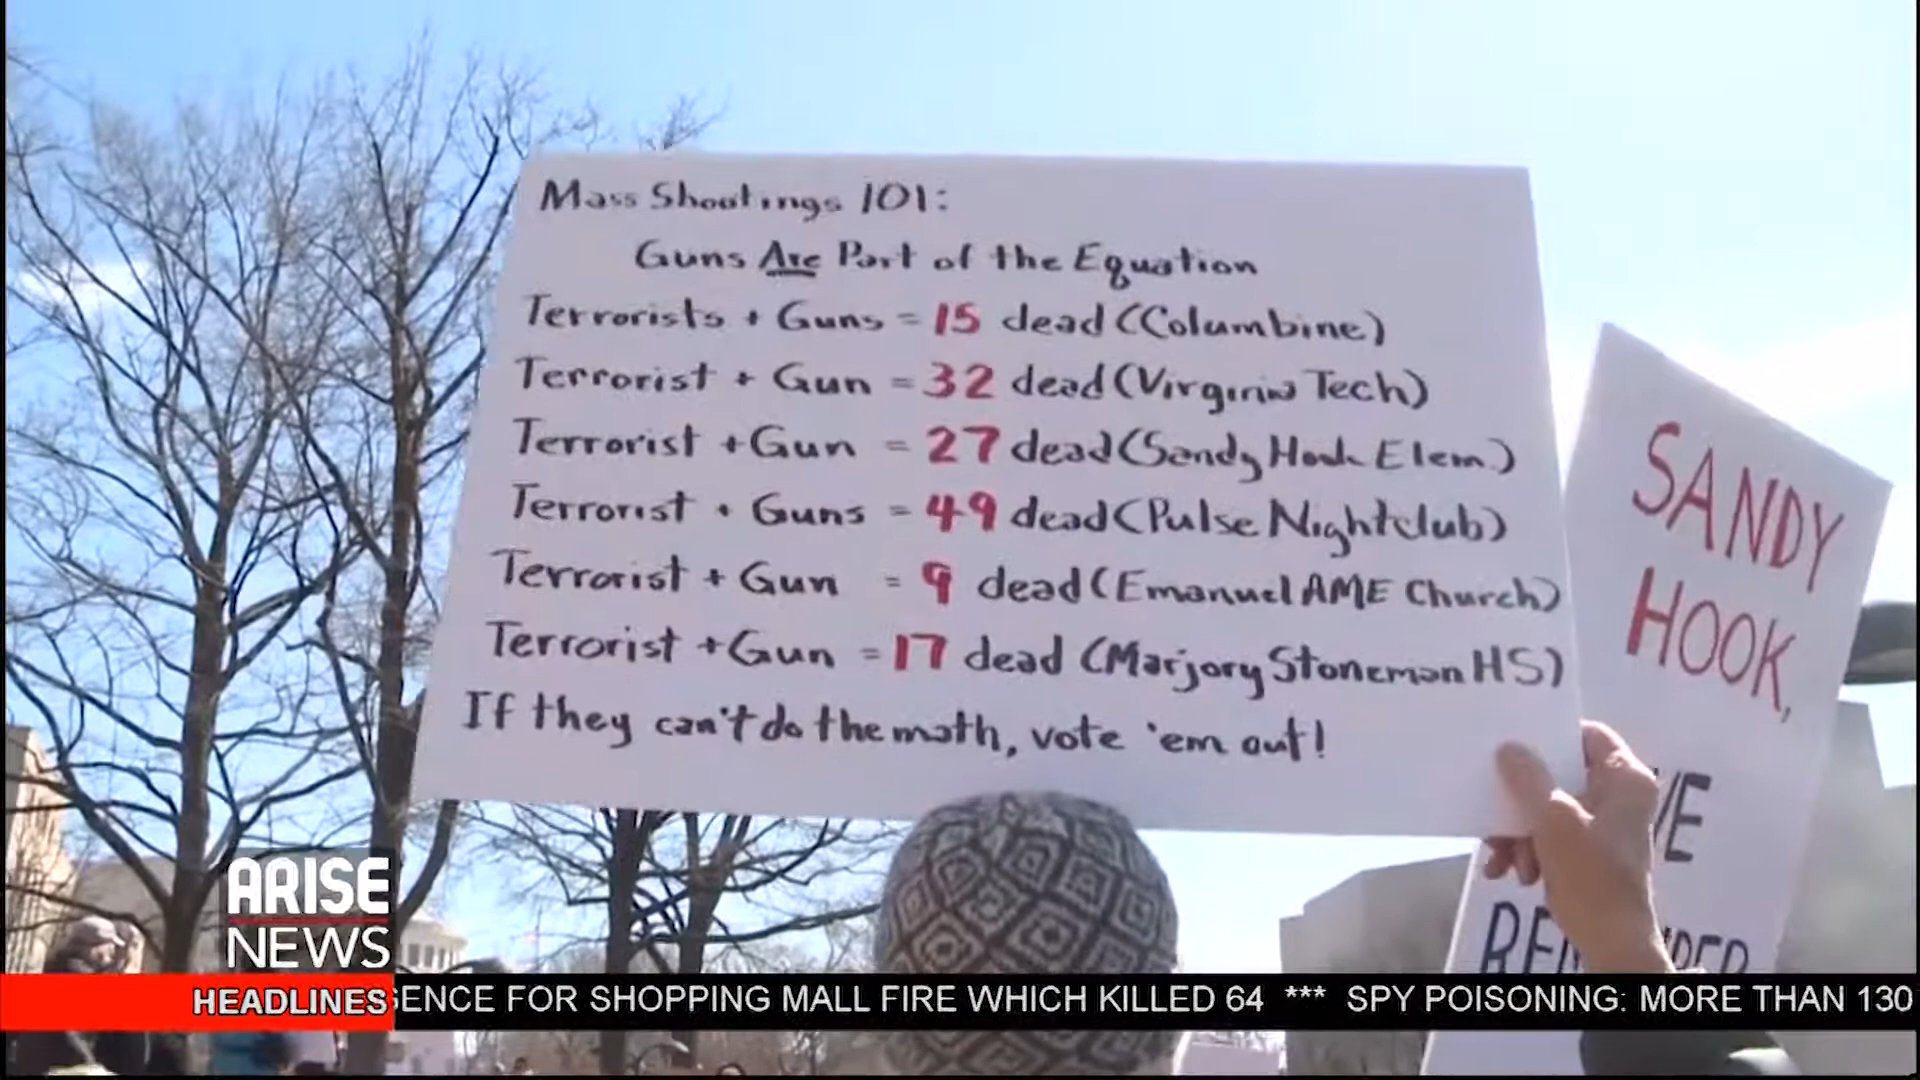 Mass Shootings 101:
Guns Are Part of the Equation
Terrorists + Guns = 15 dead (Columbine)
Terrorist + Gun = 32 dead (Virginia Tech)
Terrorist + Gun = 27 dead (Sandy Hook Elem.)
Terrorist + Guns = 49 dead (Pulse Nightclub)
Terrorist + Gun = 9 dead (Emanuel AME Church)
Terrorist + Gun = 17 dead (Marjory Stoneman HS)
If they can't do the math, vote 'em out!
SANDY
HOOK,
ARISE
NEWS
HEADLINES
FOR SHOPPING MALL FIRE WHICH KILLED 64 *** SPY POISONING: MORE THAN 130